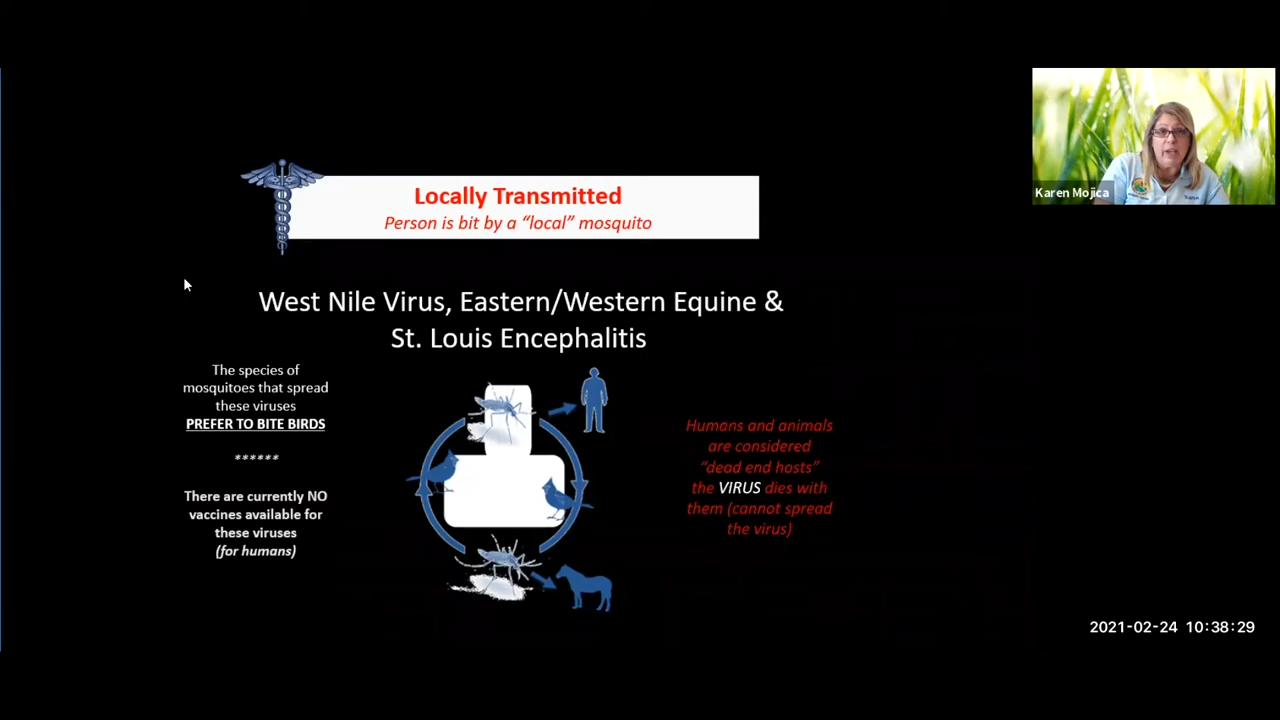 Locally Transmitted
Person is bit by a “local” mosquito
Karen Mojica
West Nile Virus, Eastern/Western Equine &
St. Louis Encephalitis
The species of
mosquitoes that spread
these viruses
PREFER TO BITE BIRDS
******
There are currently NO
vaccines available for
these viruses
(for humans)
Humans and animals
are considered
“dead end hosts”
the VIRUS dies with
them (cannot spread
the virus)
2021-02-24 10:38:29